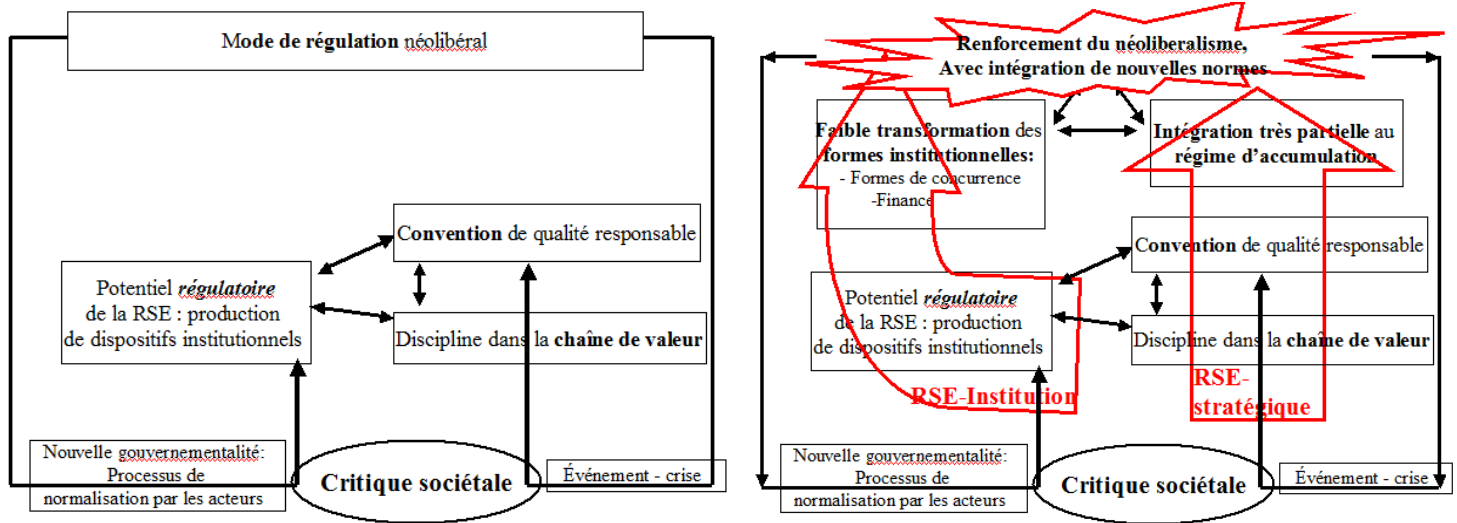 Mode de régulation néolibéral
Convention de qualité responsable
Potentiel régulatoire
de la RSE : production
de dispositifs institutionnels
Discipline dans la chaîne de valeur
Nouvelle gouvernementalité:
Processus de
normalisation par les acteurs
Critique sociétale
Événement - crise
Renforcement du néoliberalisme,
Avec intégration de nouvelles normes
Faible transformation des
formes institutionnelles:
- Formes de concurrence
-Finance
Intégration très partielle au
régime d'accumulation
Convention de qualité responsable
Potentiel régulatoire
de la RSE : production
de dispositifs institutionnels
Discipline dans la chaîne de valeur
RSE-Institution
RSE-
stratégique
Nouvelle gouvernementalité:
Processus de
normalisation par les acteurs
Critique sociétale
Événement - crise